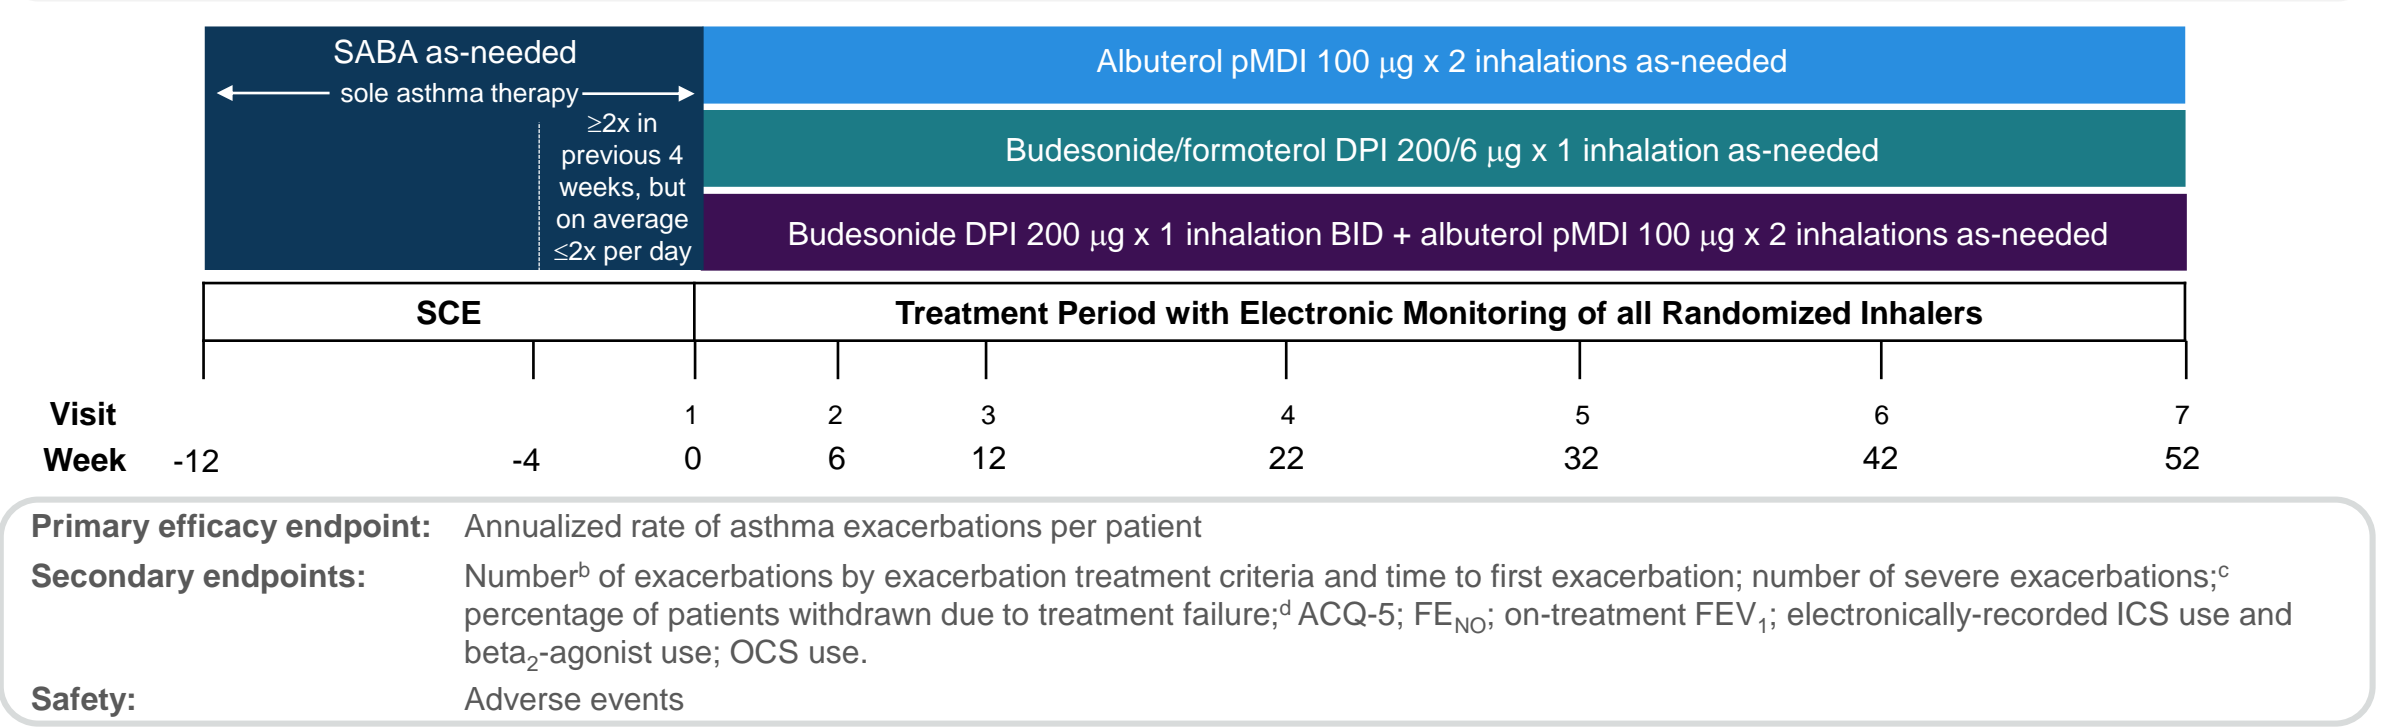 SABA as-needed
sole asthma therapy
≥2x in
previous 4
weeks, but
on average
≤2x per day
Albuterol pMDI 100 μg x 2 inhalations as-needed
Budesonide/formoterol DPI 200/6 μg x 1 inhalation as-needed
Budesonide DPI 200 μg x 1 inhalation BID + albuterol pMDI 100 μg x 2 inhalations as-needed
SCE Treatment Period with Electronic Monitoring of all Randomized Inhalers
Visit 1 2 3 4 5 6 7
Week -12 -4 0 6 12 22 32 42 52
Primary efficacy endpoint: Annualized rate of asthma exacerbations per patient
Secondary endpoints: Numberᵇ of exacerbations by exacerbation treatment criteria and time to first exacerbation; number of severe exacerbations;ᶜ
percentage of patients withdrawn due to treatment failure;ᵈ ACQ-5; FENO; on-treatment FEV₁; electronically-recorded ICS use and
beta₂-agonist use; OCS use.
Safety: Adverse events